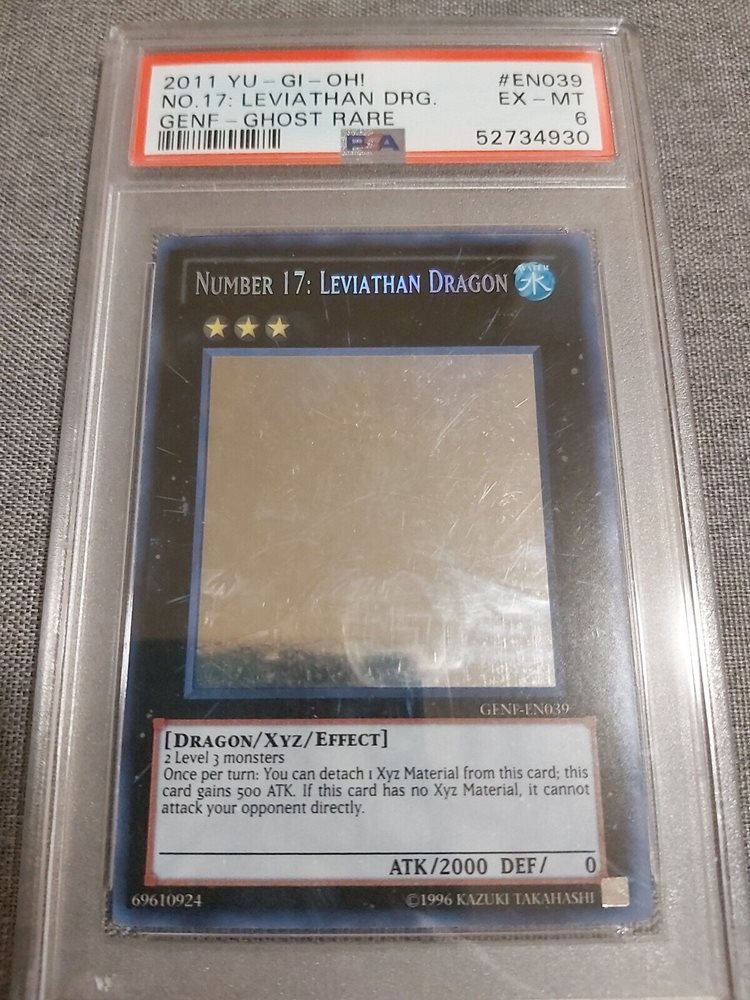 2011 YU-GI-OH! #EN039
NO.17: LEVIATHAN DRG. EX-MT
GENF-GHOST RARE 6
PSA 52734930
NUMBER 17: LEVIATHAN DRAGON
WATER
水
GENF-EN039
[DRAGON/XYZ/EFFECT]
2 Level 3 monsters
Once per turn: You can detach 1 Xyz Material from this card; this
card gains 500 ATK. If this card has no Xyz Material, it cannot
attack your opponent directly.
ATK/2000 DEF/ 0
69610924 ©1996 KAZUKI TAKAHASHI